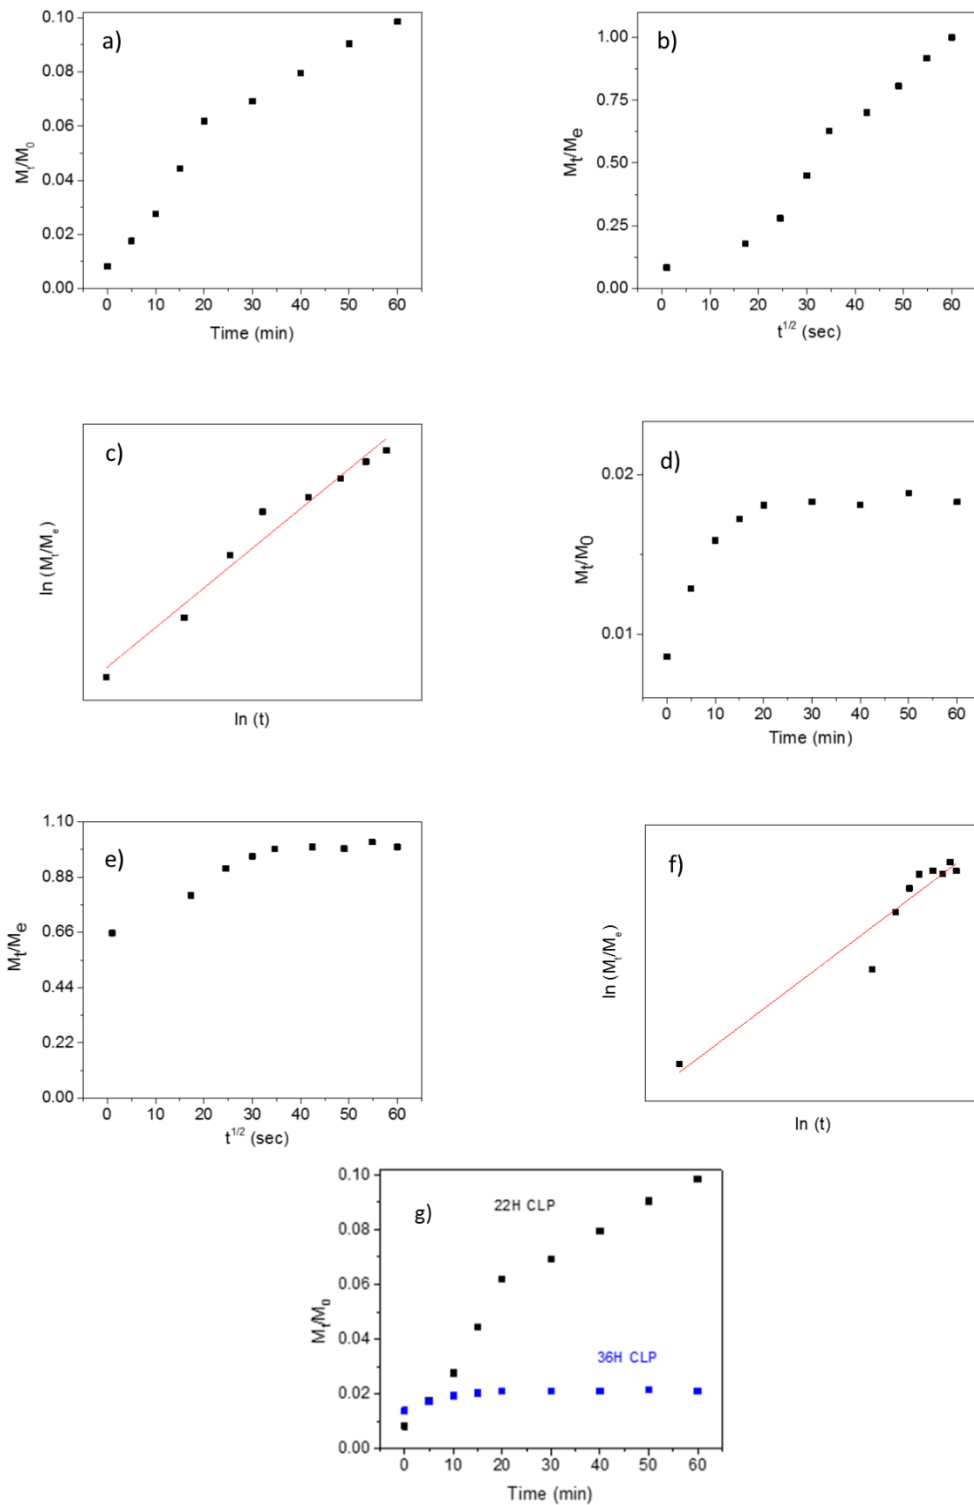 a)
0.10
0.08
0.06
0.04
0.02
0.00
Mt/M0
0 10 20 30 40 50 60
Time (min)
b)
1.00
0.75
0.50
0.25
0.00
Mt/Me
0 10 20 30 40 50 60
t1/2 (sec)
c)
ln (Mt/Me)
ln (t)
d)
0.02
0.01
Mt/M0
0 10 20 30 40 50 60
Time (min)
e)
1.10
0.88
0.66
0.44
0.22
0.00
Mt/Me
0 10 20 30 40 50 60
t1/2 (sec)
f)
ln (Mt/Me)
ln (t)
g)
0.10
0.08
0.06
0.04
0.02
0.00
Mt/M0
22H CLP
36H CLP
0 10 20 30 40 50 60
Time (min)